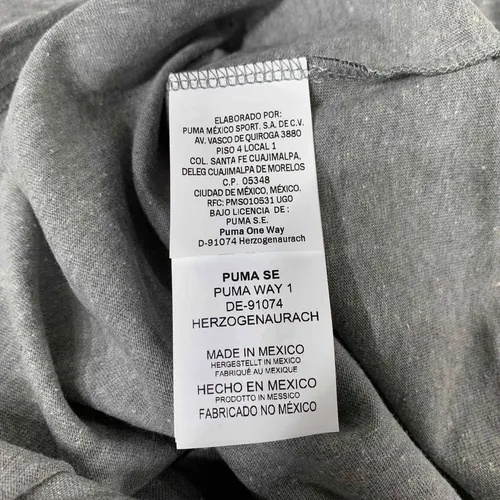 ELABORADO POR:
PUMA MÉXICO SPORT. S.A. DE C.V.
AV. VASCO DE QUIROGA 3880
PISO 4 LOCAL 1
COL. SANTA FE CUAJIMALPA,
DELEG CUAJIMALPA DE MORELOS
C.P. 05348
CIUDAD DE MÉXICO, MÉXICO.
RFC: PMS010531 UGO
BAJO LICENCIA DE :
PUMA S.E.
Puma One Way
D-91074 Herzogenaurach
PUMA SE
PUMA WAY 1
DE-91074
HERZOGENAURACH
MADE IN MEXICO
HERGESTELLT IN MEXIKO
FABRIQUÉ AU MEXIQUE
HECHO EN MEXICO
PRODOTTO IN MESSICO
FABRICADO NO MÉXICO